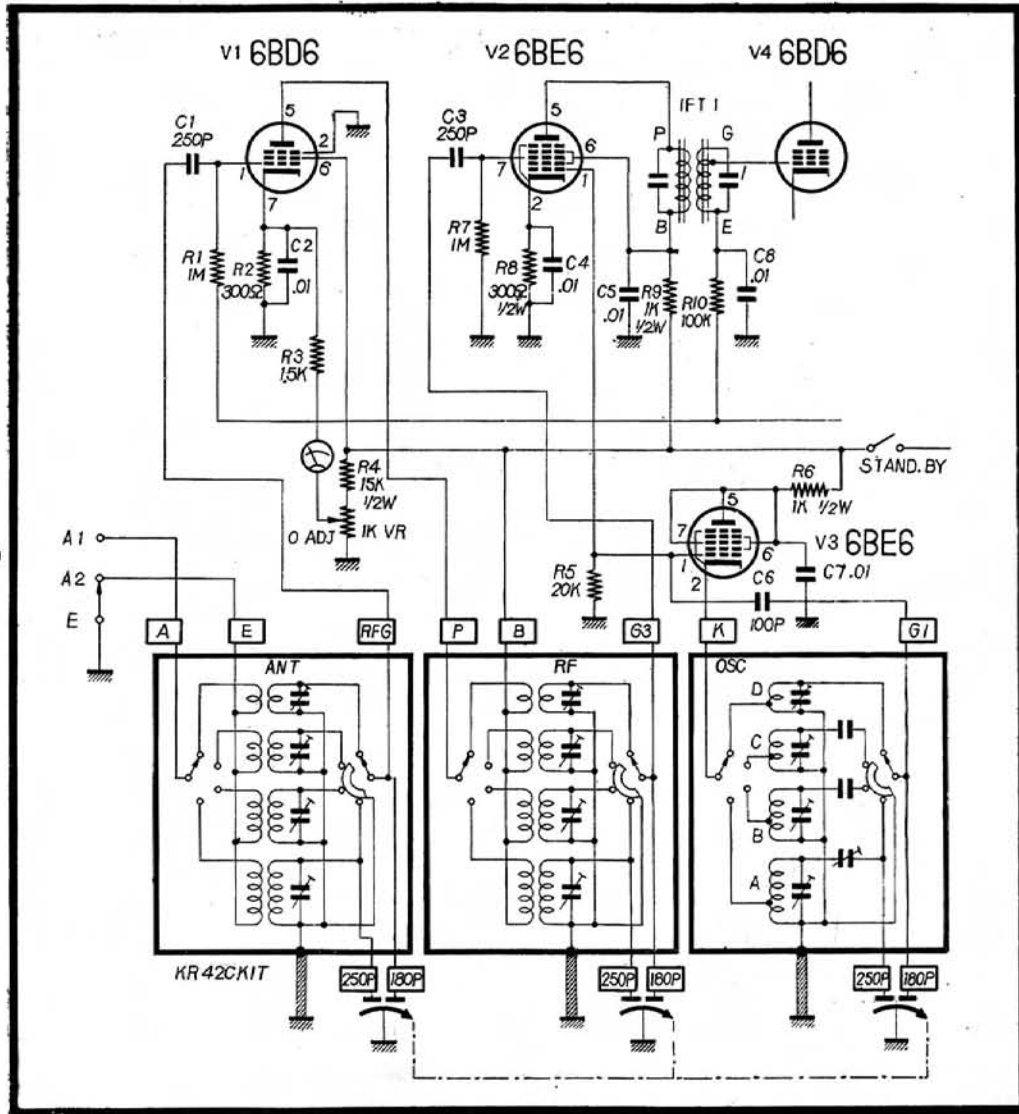 V1 6BD6
V2 6BE6
V4 6BD6
IFT 1
C1
250P
5
2
6
1
7
C3
250P
5
6
7
1
2
P
G
B
E
1
R1
1M
R2
300Ω
C2
.01
R3
1.5K
R7
1M
R8
300Ω
1/2W
C4
.01
C5
.01
R9
1K
1/2W
R10
100K
C8
.01
R4
15K
1/2W
1K VR
0 ADJ
STAND.BY
R6
1K 1/2W
5
7
1
2
6
V3 6BE6
C7.01
C6
100P
R5
20K
A1
A2
E
A
E
RFG
P
B
G3
K
G1
ANT
RF
OSC
D
C
B
A
KR42CKIT
250P
180P
250P
180P
250P
180P